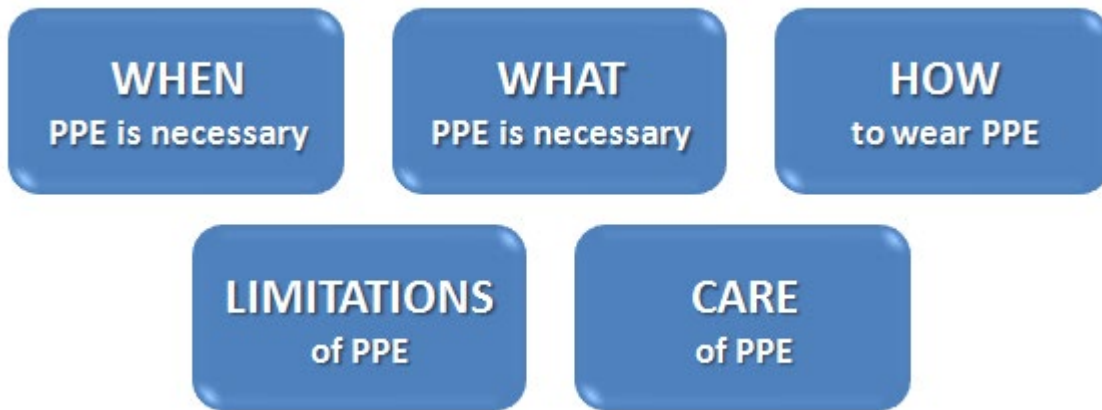 WHEN
PPE is necessary
WHAT
PPE is necessary
HOW
to wear PPE
LIMITATIONS
of PPE
CARE
of PPE